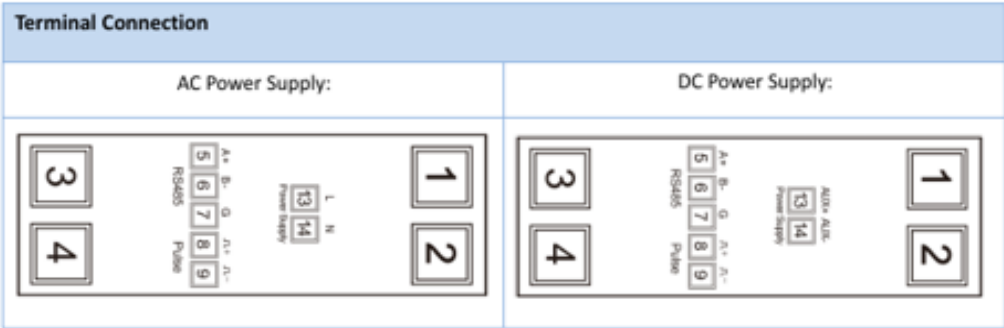 Terminal Connection
AC Power Supply:
DC Power Supply:
1 2
L N
13 14
Power Supply
A+ B- G ⎍+ ⎍-
5 6 7 8 9
RS485 Pulse
3 4
1 2
AUX+ AUX-
13 14
Power Supply
A+ B- G ⎍+ ⎍-
5 6 7 8 9
RS485 Pulse
3 4